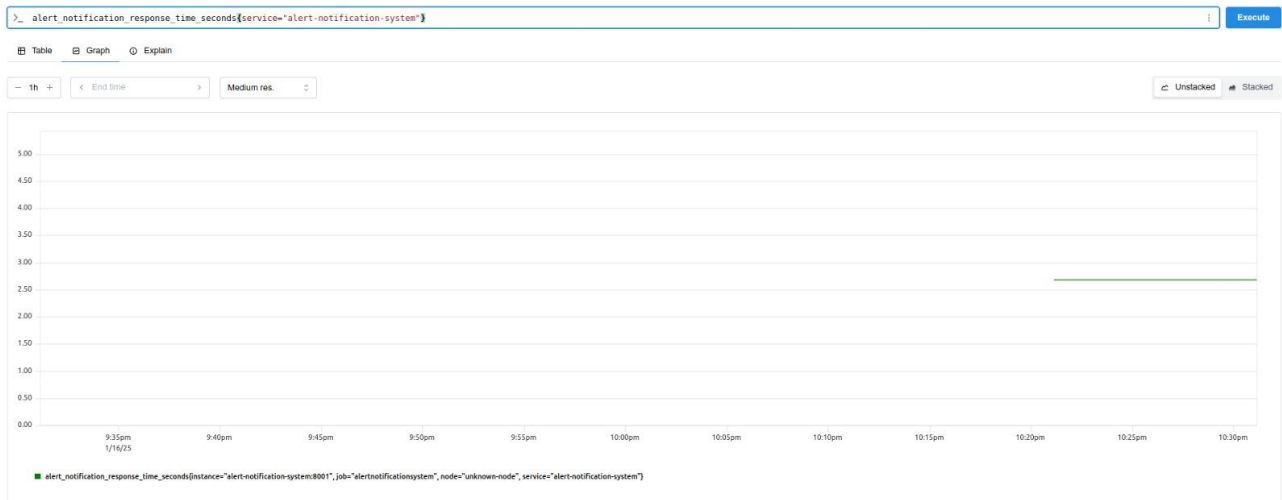 >_ alert_notification_response_time_seconds{service="alert-notification-system"}
Execute
Table Graph Explain
− 1h + < End time > Medium res. Unstacked Stacked
5.00
4.50
4.00
3.50
3.00
2.50
2.00
1.50
1.00
0.50
0.00
9:35pm 9:40pm 9:45pm 9:50pm 9:55pm 10:00pm 10:05pm 10:10pm 10:15pm 10:20pm 10:25pm 10:30pm
1/16/25
alert_notification_response_time_seconds{instance="alert-notification-system:8001", job="alertnotificationsystem", node="unknown-node", service="alert-notification-system"}